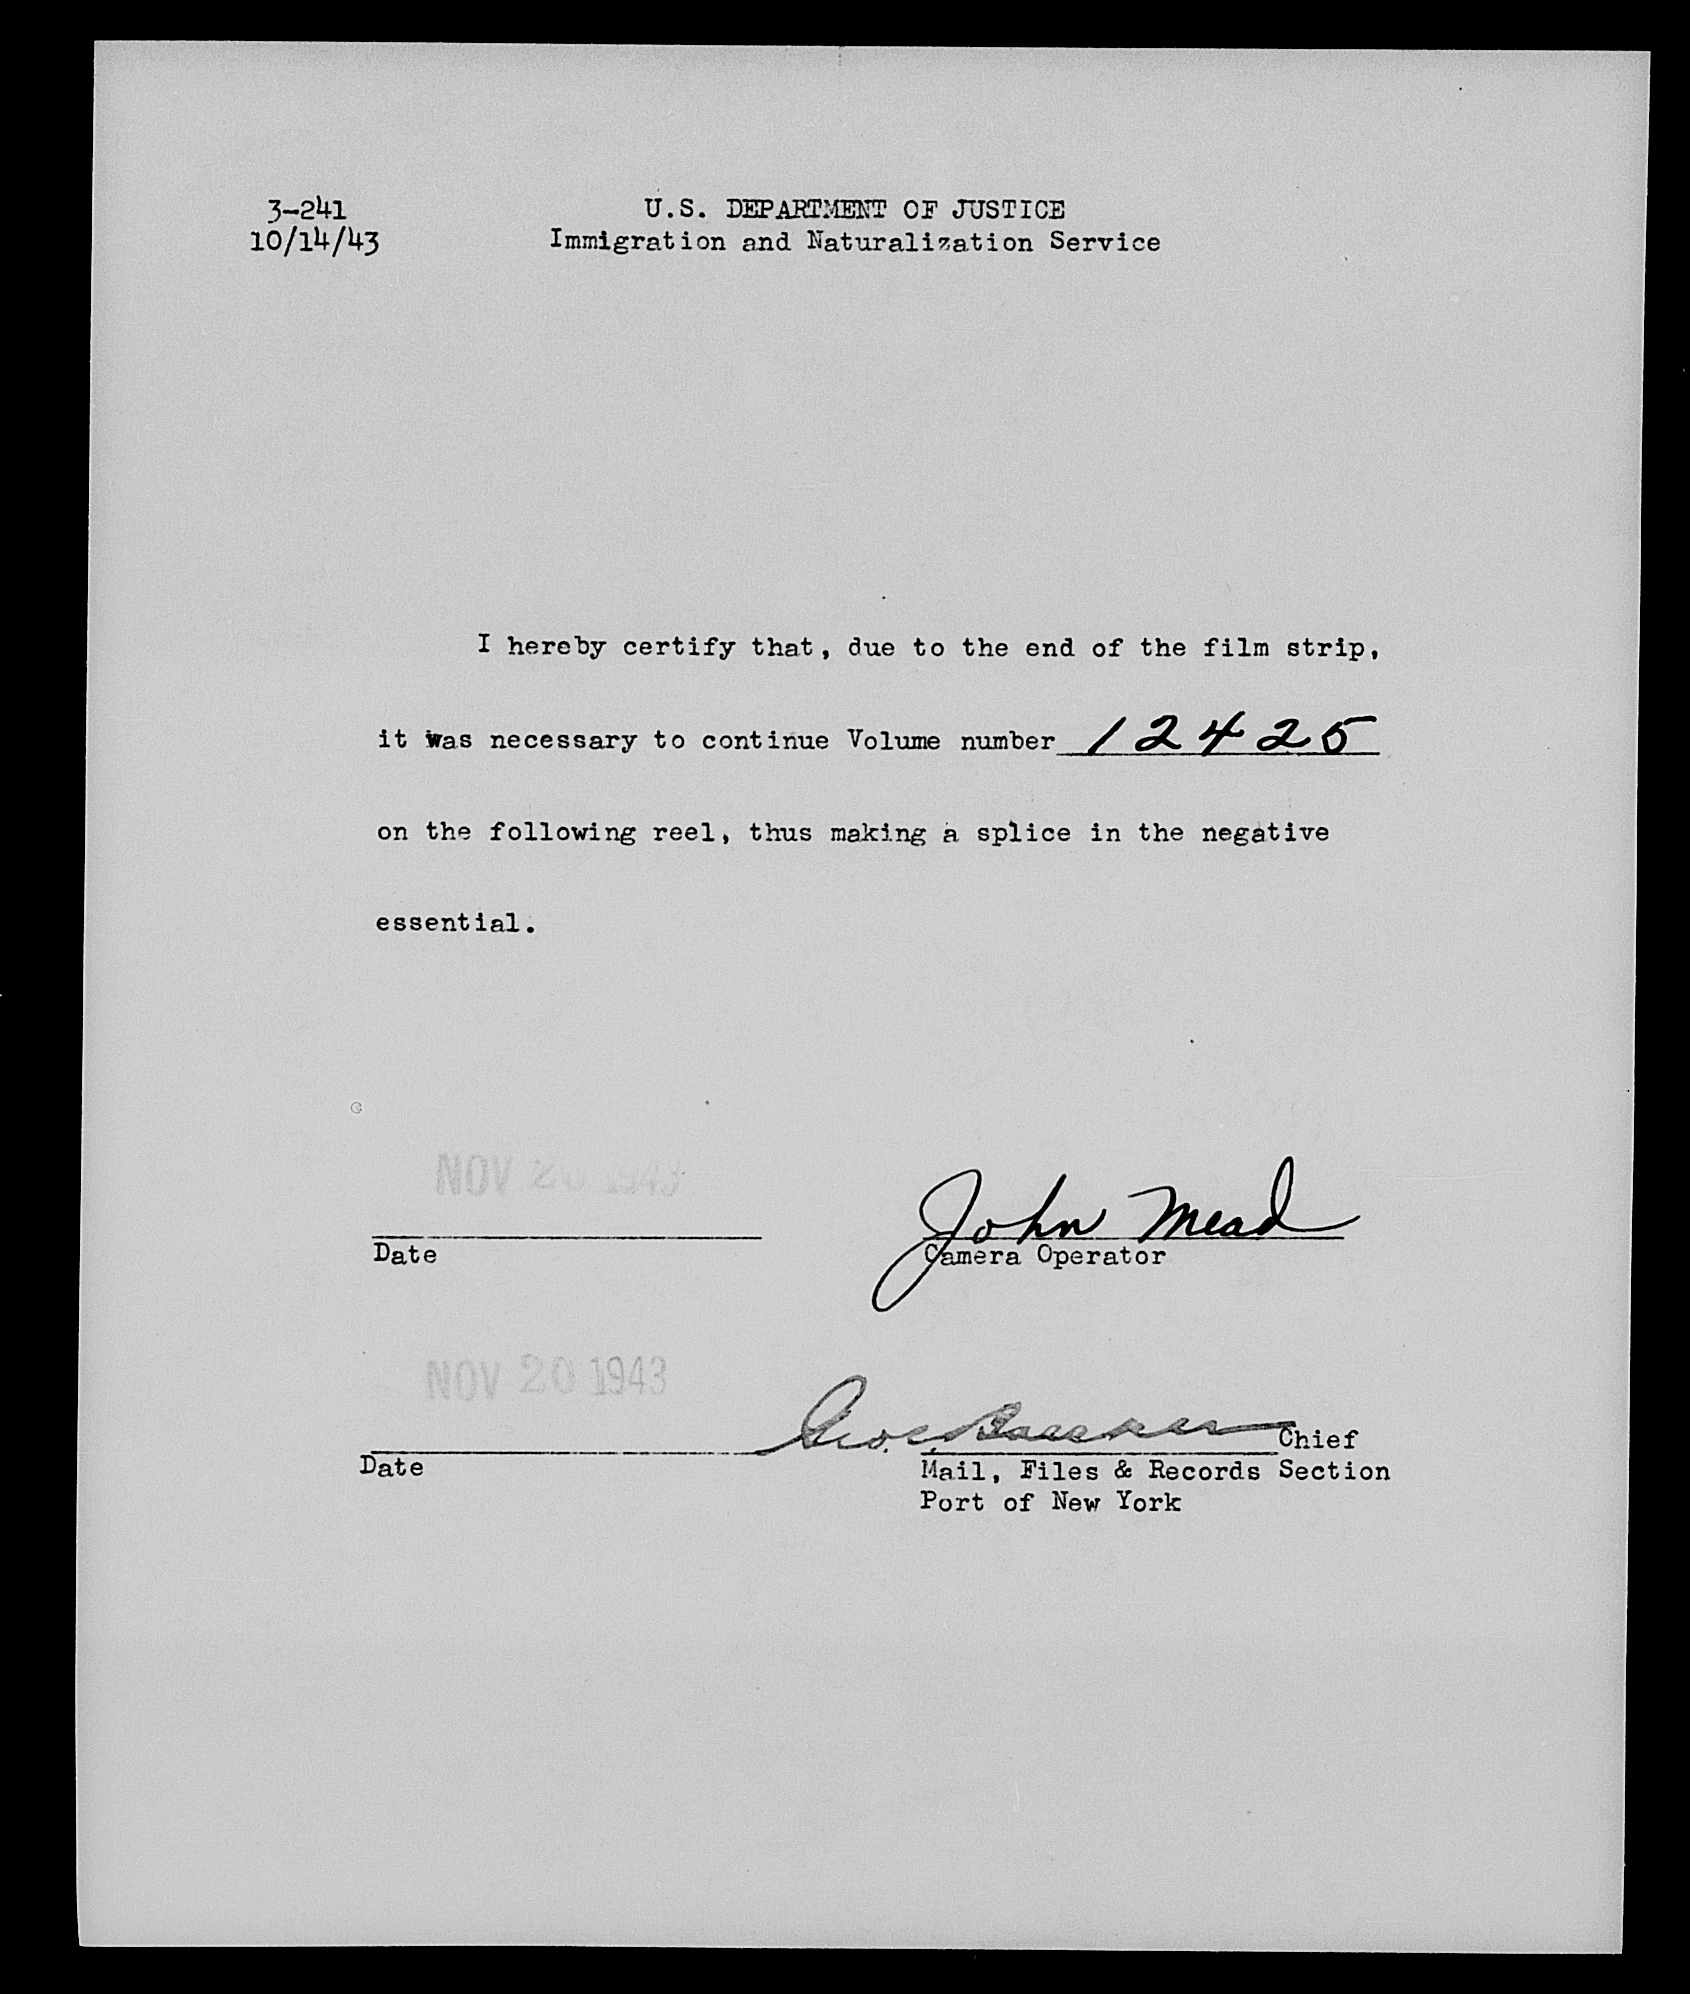 3-241
10/14/43
U.S. DEPARTMENT OF JUSTICE
Immigration and Naturalization Service
I hereby certify that, due to the end of the film strip,
it was necessary to continue Volume number 12425
on the following reel, thus making a splice in the negative
essential.
NOV 20 1943
Date
John Mead
Camera Operator
NOV 20 1943
Date
Geo. Chief
Mail, Files & Records Section
Port of New York